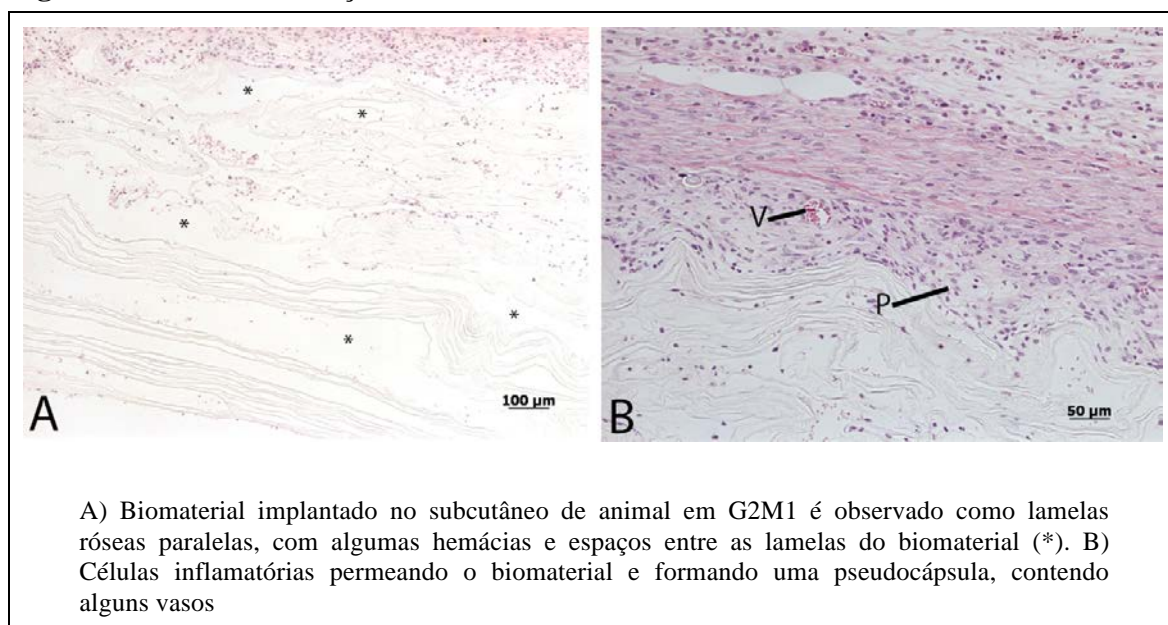 *
*
*
*
*
A
100 µm
V
P
B
50 µm
A) Biomaterial implantado no subcutâneo de animal em G2M1 é observado como lamelas
róseas paralelas, com algumas hemácias e espaços entre as lamelas do biomaterial (*). B)
Células inflamatórias permeando o biomaterial e formando uma pseudocápsula, contendo
alguns vasos